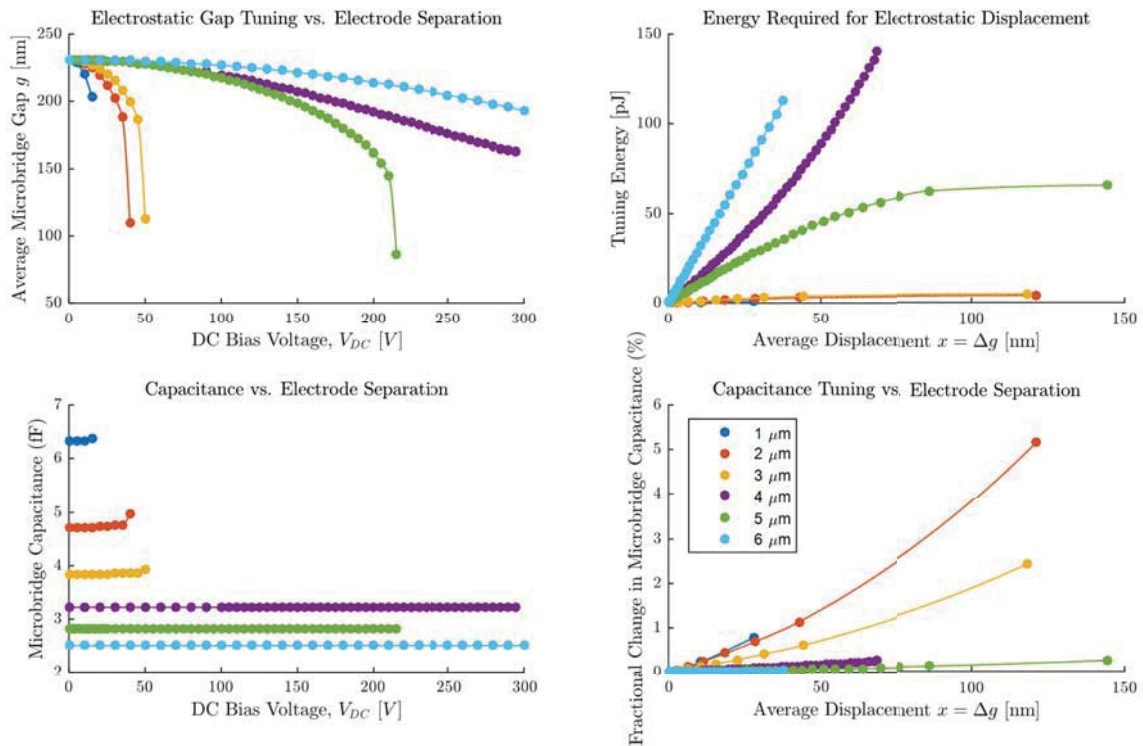 Electrostatic Gap Tuning vs. Electrode Separation
Average Microbridge Gap g [nm]
250
200
150
100
50
0
50
100
150
200
250
300
DC Bias Voltage, V_DC [V]
Energy Required for Electrostatic Displacement
Tuning Energy [pJ]
150
100
50
0
0
50
100
150
Average Displacement x = Δg [nm]
Capacitance vs. Electrode Separation
Microbridge Capacitance (fF)
7
6
5
4
3
2
0
50
100
150
200
250
300
DC Bias Voltage, V_DC [V]
Capacitance Tuning vs. Electrode Separation
Fractional Change in Microbridge Capacitance (%)
6
5
4
3
2
1
0
1 μm
2 μm
3 μm
4 μm
5 μm
6 μm
0
50
100
150
Average Displacement x = Δg [nm]